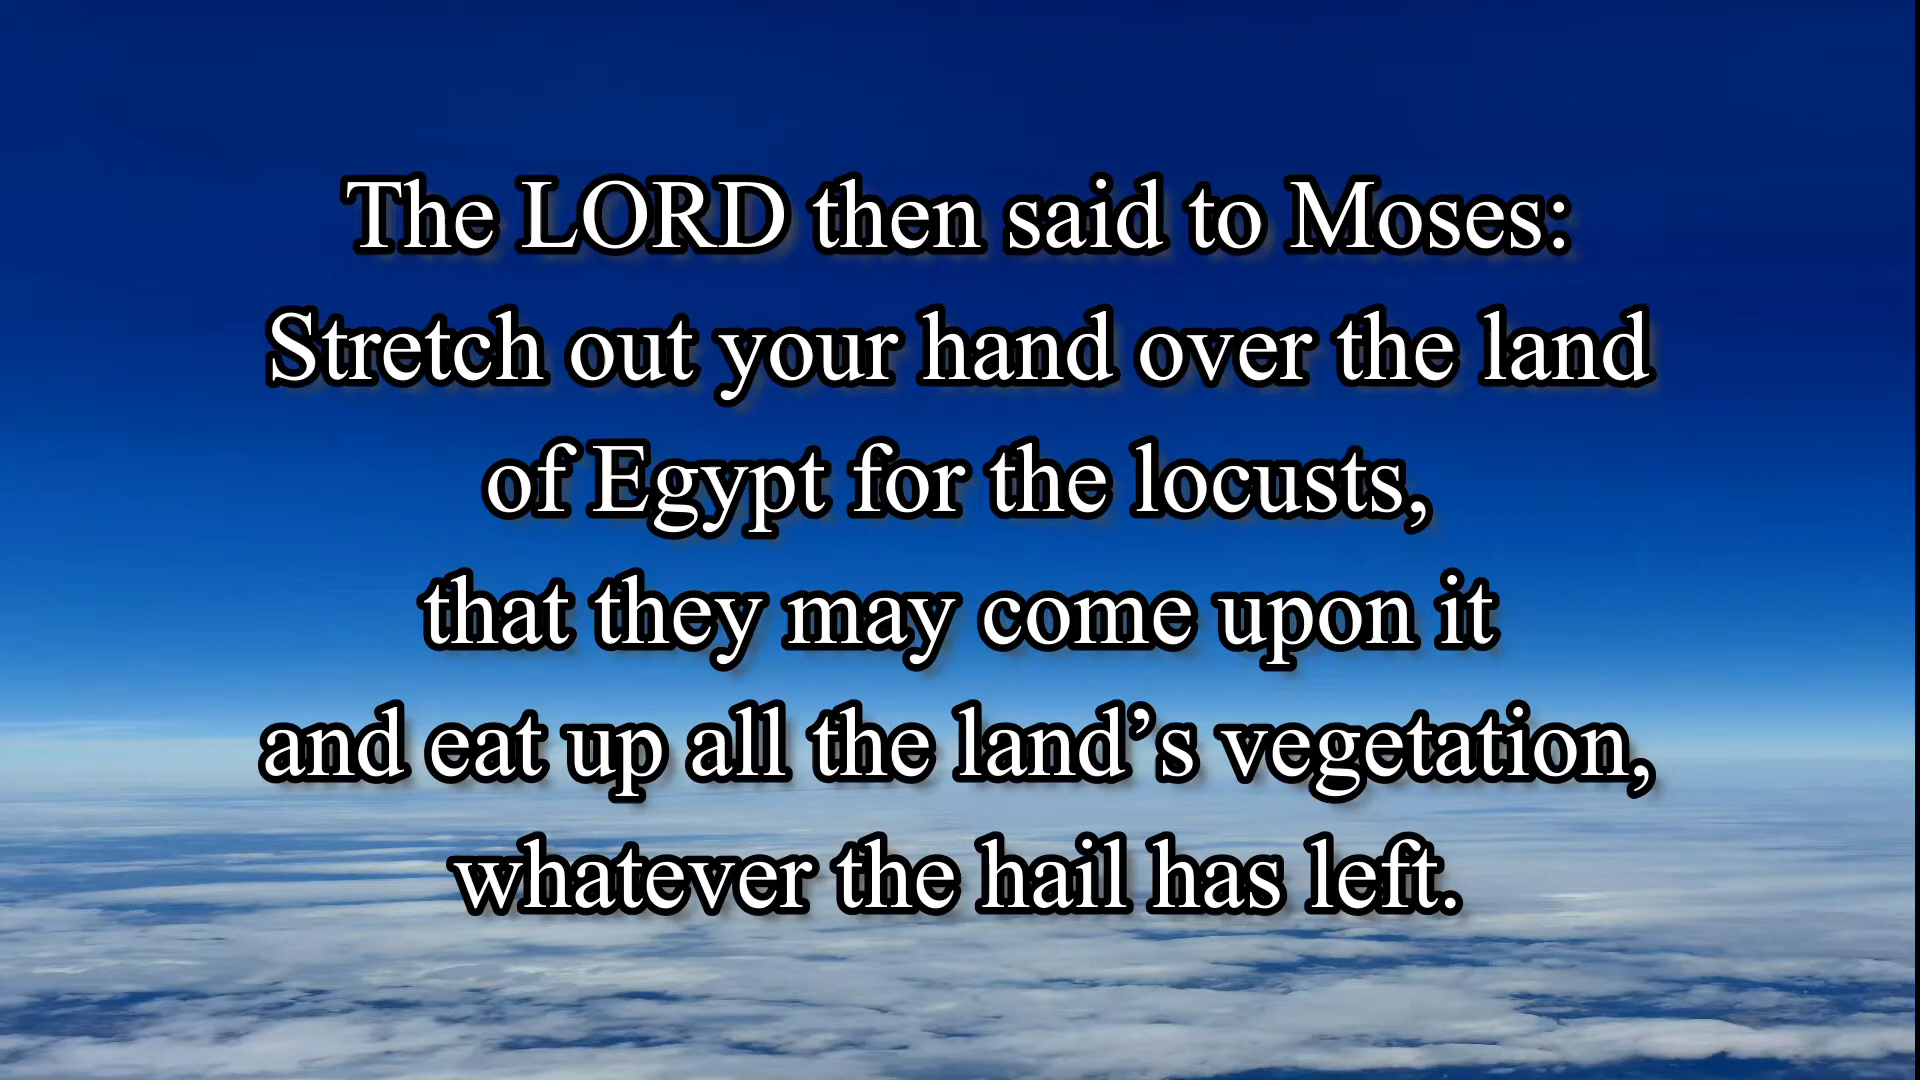 The LORD then said to Moses:
Stretch out your hand over the land
of Egypt for the locusts,
that they may come upon it
and eat up all the land’s vegetation,
whatever the hail has left.